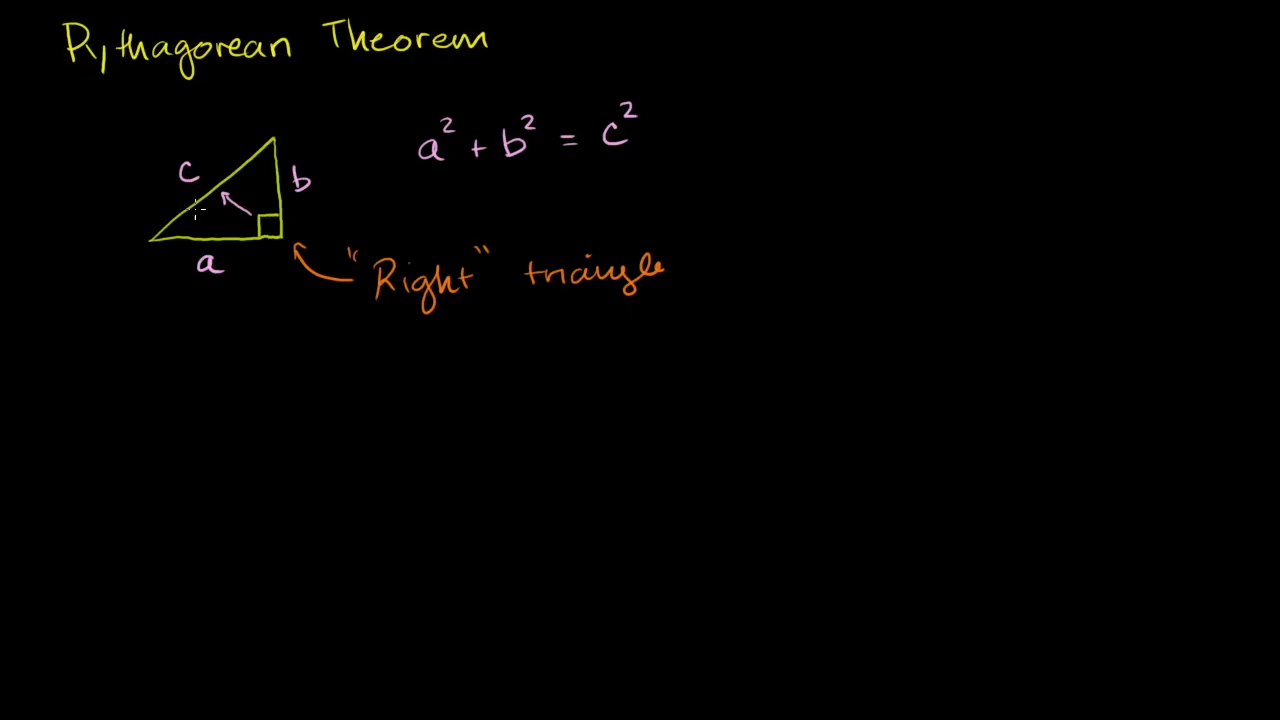 Pythagorean Theorem
a² + b² = c²
c
b
a
"Right" triangle